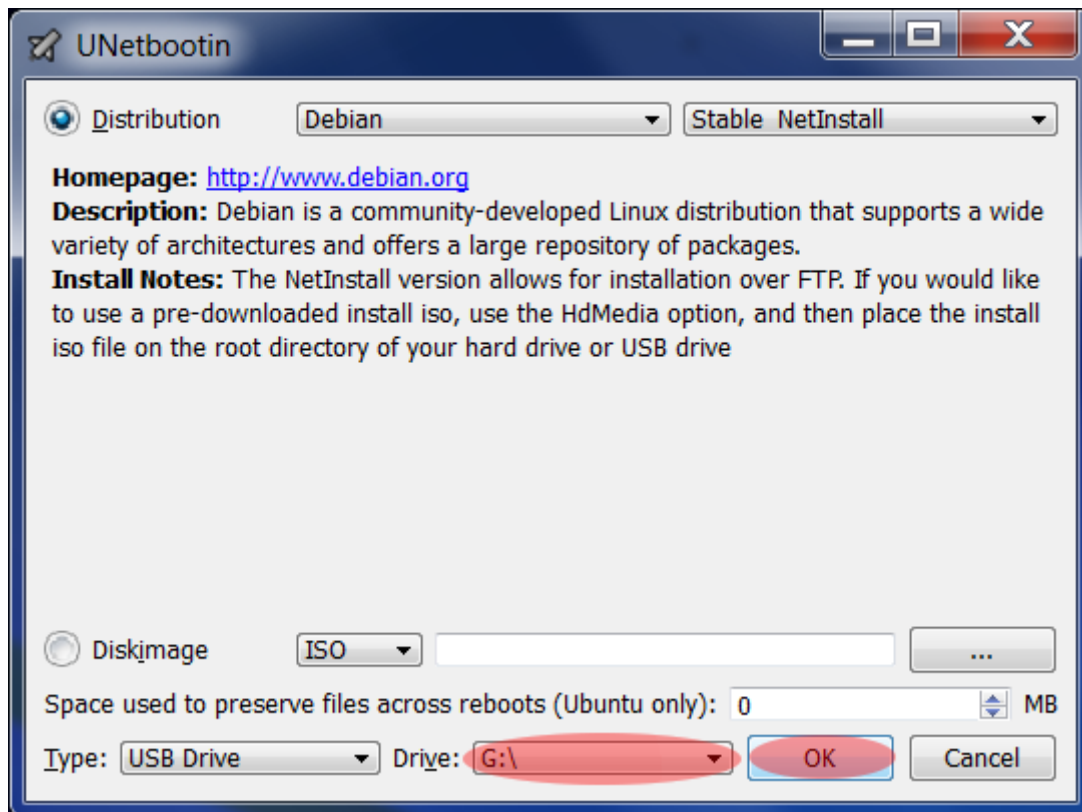 UNetbootin
Distribution Debian Stable_NetInstall
Homepage: http://www.debian.org
Description: Debian is a community-developed Linux distribution that supports a wide
variety of architectures and offers a large repository of packages.
Install Notes: The NetInstall version allows for installation over FTP. If you would like
to use a pre-downloaded install iso, use the HdMedia option, and then place the install
iso file on the root directory of your hard drive or USB drive
Diskimage ISO ...
Space used to preserve files across reboots (Ubuntu only): 0 MB
Type: USB Drive Drive: G:\ OK Cancel